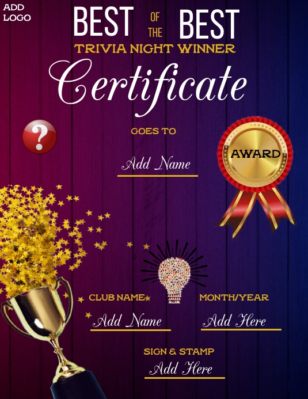 ADD
LOGO
BEST OF THE BEST
TRIVIA NIGHT WINNER
Certificate
GOES TO
?
Add Name
AWARD
CLUB NAME
MONTH/YEAR
Add Name
Add Here
SIGN & STAMP
Add Here